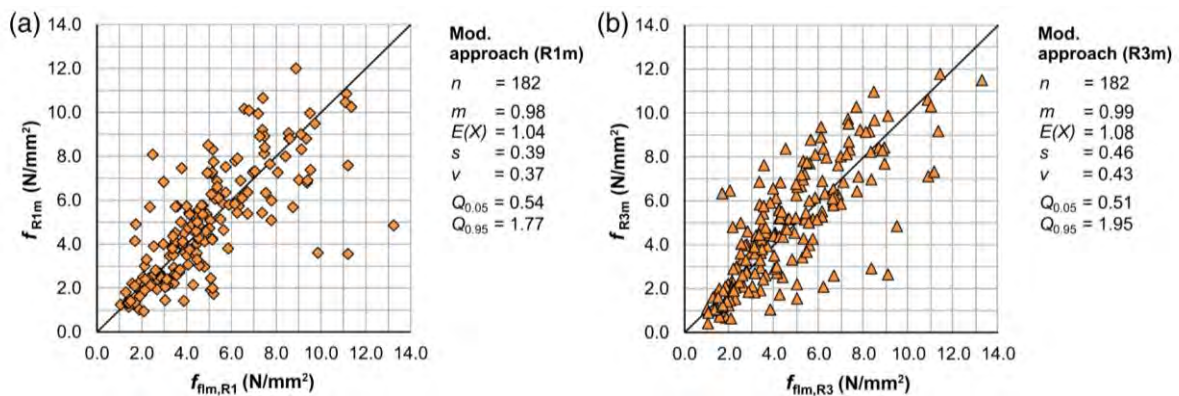 (a)
14.0
12.0
10.0
8.0
6.0
4.0
2.0
0.0
fR1m (N/mm²)
0.0 2.0 4.0 6.0 8.0 10.0 12.0 14.0
fflm,R1 (N/mm²)
Mod.
approach (R1m)
n = 182
m = 0.98
E(X) = 1.04
s = 0.39
v = 0.37
Q0.05 = 0.54
Q0.95 = 1.77
(b)
14.0
12.0
10.0
8.0
6.0
4.0
2.0
0.0
fR3m (N/mm²)
0.0 2.0 4.0 6.0 8.0 10.0 12.0 14.0
fflm,R3 (N/mm²)
Mod.
approach (R3m)
n = 182
m = 0.99
E(X) = 1.08
s = 0.46
v = 0.43
Q0.05 = 0.51
Q0.95 = 1.95